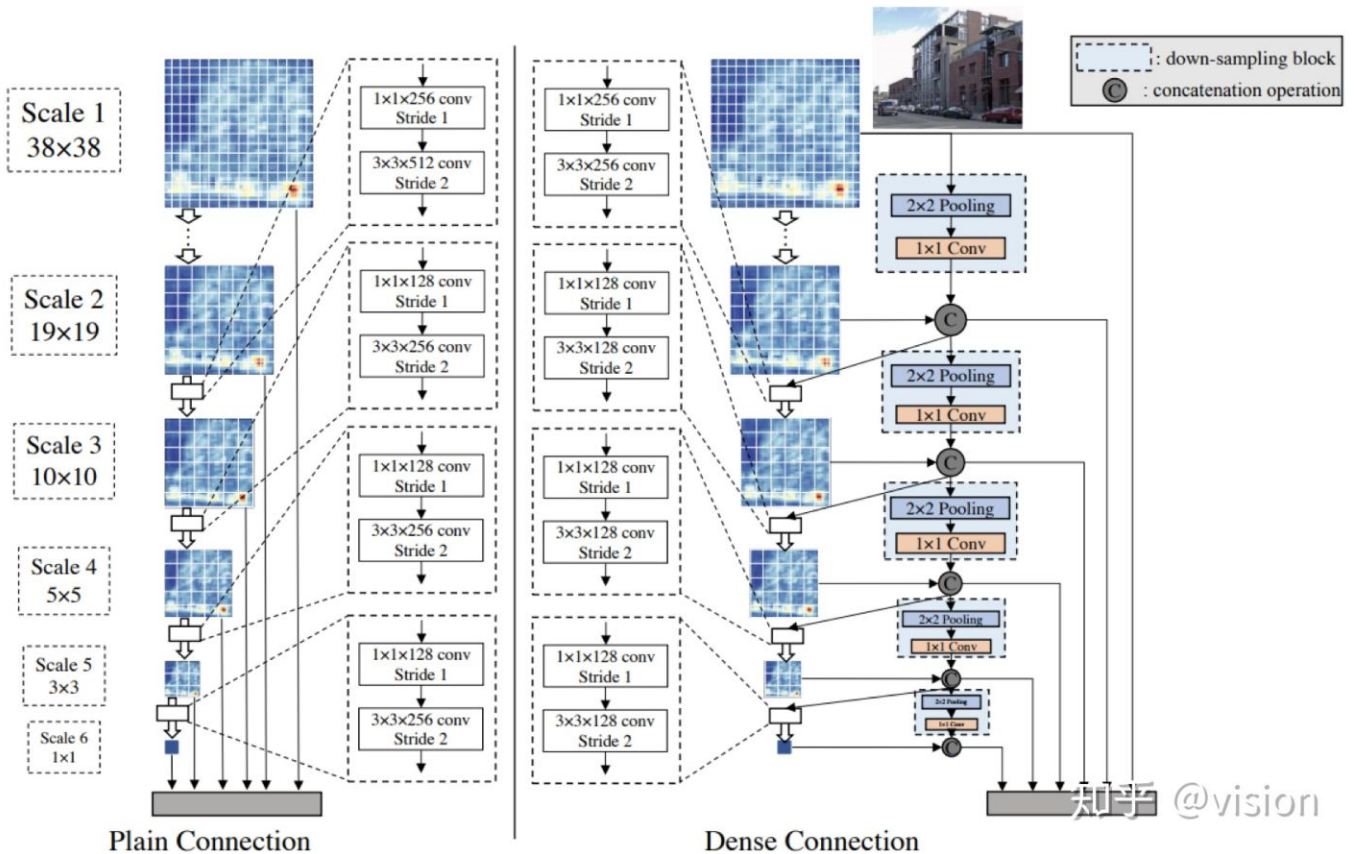 Scale 1
38×38
Scale 2
19×19
Scale 3
10×10
Scale 4
5×5
Scale 5
3×3
Scale 6
1×1
1×1×256 conv
Stride 1
3×3×512 conv
Stride 2
1×1×128 conv
Stride 1
3×3×256 conv
Stride 2
1×1×128 conv
Stride 1
3×3×256 conv
Stride 2
1×1×128 conv
Stride 1
3×3×256 conv
Stride 2
Plain Connection
1×1×256 conv
Stride 1
3×3×256 conv
Stride 2
1×1×128 conv
Stride 1
3×3×128 conv
Stride 2
1×1×128 conv
Stride 1
3×3×128 conv
Stride 2
1×1×128 conv
Stride 1
3×3×128 conv
Stride 2
: down-sampling block
C : concatenation operation
2×2 Pooling
1×1 Conv
C
2×2 Pooling
1×1 Conv
C
2×2 Pooling
1×1 Conv
C
2×2 Pooling
1×1 Conv
C
2×2 Pooling
1×1 Conv
C
Dense Connection
知乎 @vision